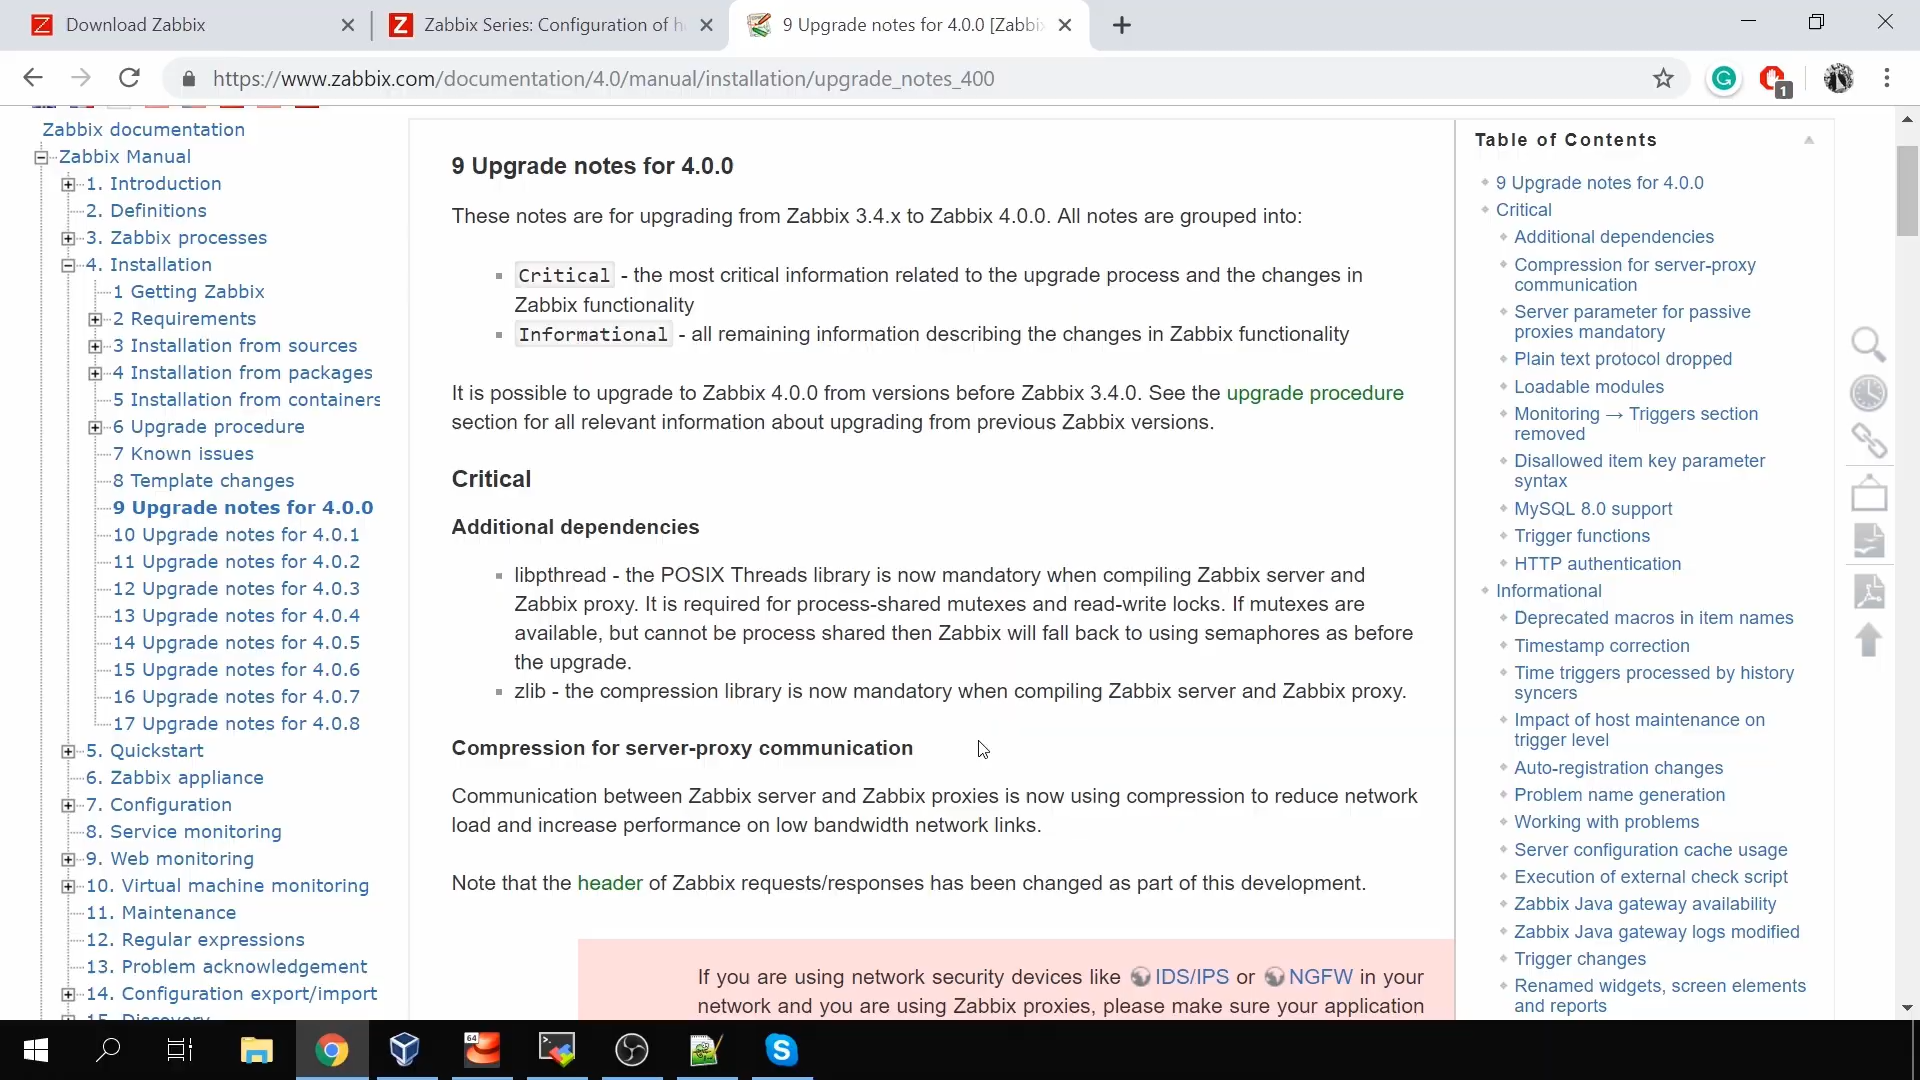 Download Zabbix
Zabbix Series: Configuration of h
9 Upgrade notes for 4.0.0 [Zabbi
https://www.zabbix.com/documentation/4.0/manual/installation/upgrade_notes_400
1
Zabbix documentation
Zabbix Manual
1. Introduction
2. Definitions
3. Zabbix processes
4. Installation
1 Getting Zabbix
2 Requirements
3 Installation from sources
4 Installation from packages
5 Installation from containers
6 Upgrade procedure
7 Known issues
8 Template changes
9 Upgrade notes for 4.0.0
10 Upgrade notes for 4.0.1
11 Upgrade notes for 4.0.2
12 Upgrade notes for 4.0.3
13 Upgrade notes for 4.0.4
14 Upgrade notes for 4.0.5
15 Upgrade notes for 4.0.6
16 Upgrade notes for 4.0.7
17 Upgrade notes for 4.0.8
5. Quickstart
6. Zabbix appliance
7. Configuration
8. Service monitoring
9. Web monitoring
10. Virtual machine monitoring
11. Maintenance
12. Regular expressions
13. Problem acknowledgement
14. Configuration export/import
15. Discovery
9 Upgrade notes for 4.0.0
These notes are for upgrading from Zabbix 3.4.x to Zabbix 4.0.0. All notes are grouped into:
Critical - the most critical information related to the upgrade process and the changes in
Zabbix functionality
Informational - all remaining information describing the changes in Zabbix functionality
It is possible to upgrade to Zabbix 4.0.0 from versions before Zabbix 3.4.0. See the upgrade procedure
section for all relevant information about upgrading from previous Zabbix versions.
Critical
Additional dependencies
libpthread - the POSIX Threads library is now mandatory when compiling Zabbix server and
Zabbix proxy. It is required for process-shared mutexes and read-write locks. If mutexes are
available, but cannot be process shared then Zabbix will fall back to using semaphores as before
the upgrade.
zlib - the compression library is now mandatory when compiling Zabbix server and Zabbix proxy.
Compression for server-proxy communication
Communication between Zabbix server and Zabbix proxies is now using compression to reduce network
load and increase performance on low bandwidth network links.
Note that the header of Zabbix requests/responses has been changed as part of this development.
If you are using network security devices like IDS/IPS or NGFW in your
network and you are using Zabbix proxies, please make sure your application
Table of Contents
9 Upgrade notes for 4.0.0
Critical
Additional dependencies
Compression for server-proxy
communication
Server parameter for passive
proxies mandatory
Plain text protocol dropped
Loadable modules
Monitoring → Triggers section
removed
Disallowed item key parameter
syntax
MySQL 8.0 support
Trigger functions
HTTP authentication
Informational
Deprecated macros in item names
Timestamp correction
Time triggers processed by history
syncers
Impact of host maintenance on
trigger level
Auto-registration changes
Problem name generation
Working with problems
Server configuration cache usage
Execution of external check script
Zabbix Java gateway availability
Zabbix Java gateway logs modified
Trigger changes
Renamed widgets, screen elements
and reports
64